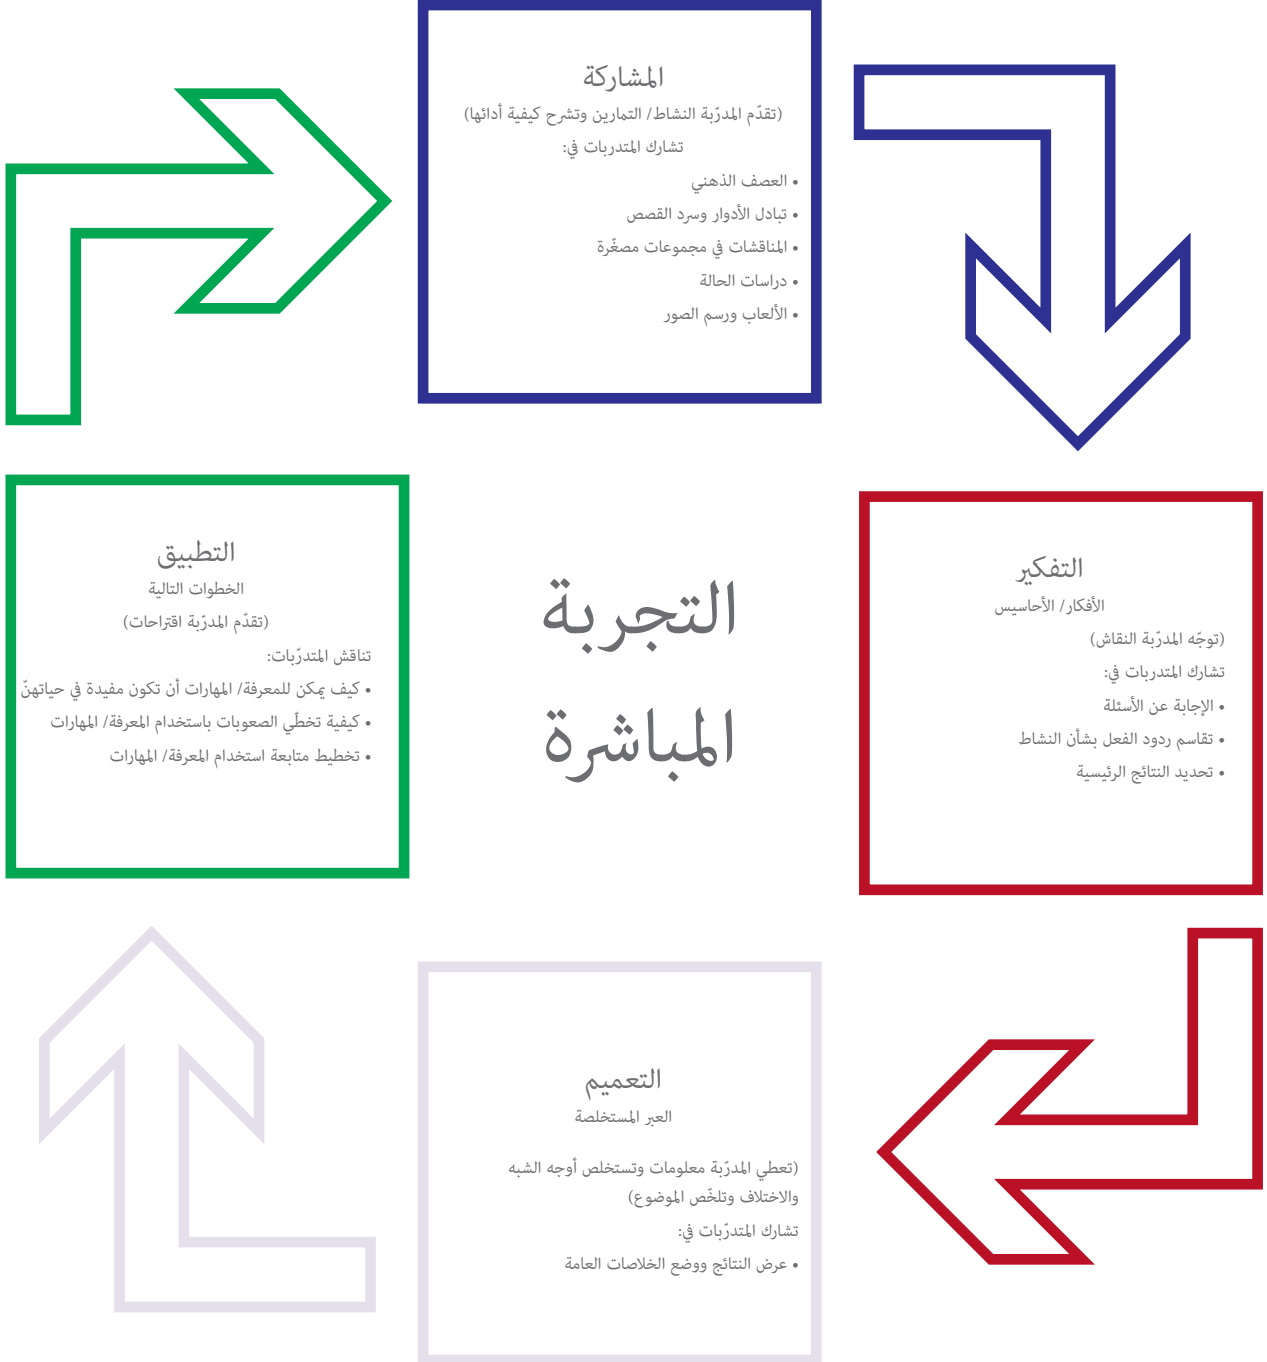 المشاركة
(تقدّم المدرّبة النشاط/ التمارين وتشرح كيفية أدائها)
تشارك المتدربات في:
• العصف الذهني
• تبادل الأدوار وسرد القصص
• المناقشات في مجموعات مصغّرة
• دراسات الحالة
• الألعاب ورسم الصور
التفكير
الأفكار/ الأحاسيس
(توجّه المدرّبة النقاش)
تشارك المتدربات في:
• الإجابة عن الأسئلة
• تقاسم ردود الفعل بشأن النشاط
• تحديد النتائج الرئيسية
التجربة
المباشرة
التطبيق
الخطوات التالية
(تقدّم المدرّبة اقتراحات)
تناقش المتدرّبات:
• كيف يمكن للمعرفة/ المهارات أن تكون مفيدة في حياتهنّ
• كيفية تخطّي الصعوبات باستخدام المعرفة/ المهارات
• تخطيط متابعة استخدام المعرفة/ المهارات
التعميم
العبر المستخلصة
(تعطي المدرّبة معلومات وتستخلص أوجه الشبه
والاختلاف وتلخّص الموضوع)
تشارك المتدرّبات في:
• عرض النتائج ووضع الخلاصات العامة